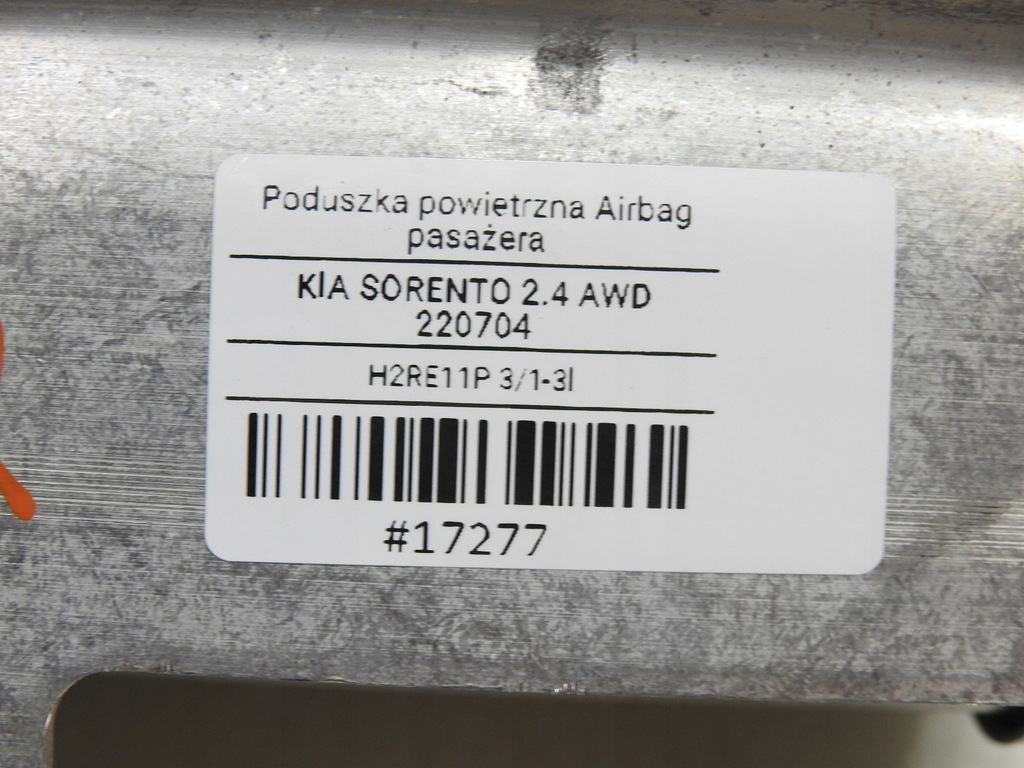 Poduszka powietrzna Airbag
pasażera
KIA SORENTO 2.4 AWD
220704
H2RE11P 3/1-3l
#17277